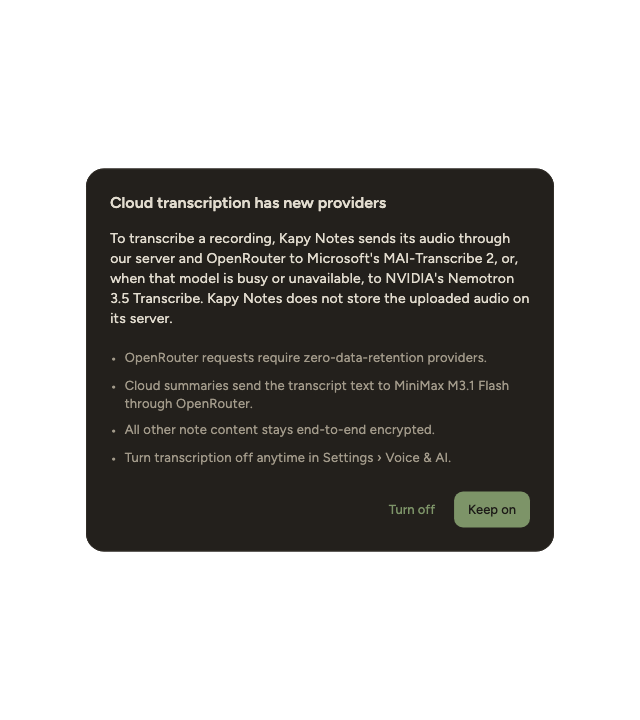 Cloud transcription has new providers
To transcribe a recording, Kapy Notes sends its audio through
our server and OpenRouter to Microsoft's MAI-Transcribe 2, or,
when that model is busy or unavailable, to NVIDIA's Nemotron
3.5 Transcribe. Kapy Notes does not store the uploaded audio on
its server.
• OpenRouter requests require zero-data-retention providers.
• Cloud summaries send the transcript text to MiniMax M3.1 Flash
through OpenRouter.
• All other note content stays end-to-end encrypted.
• Turn transcription off anytime in Settings › Voice & AI.
Turn off
Keep on